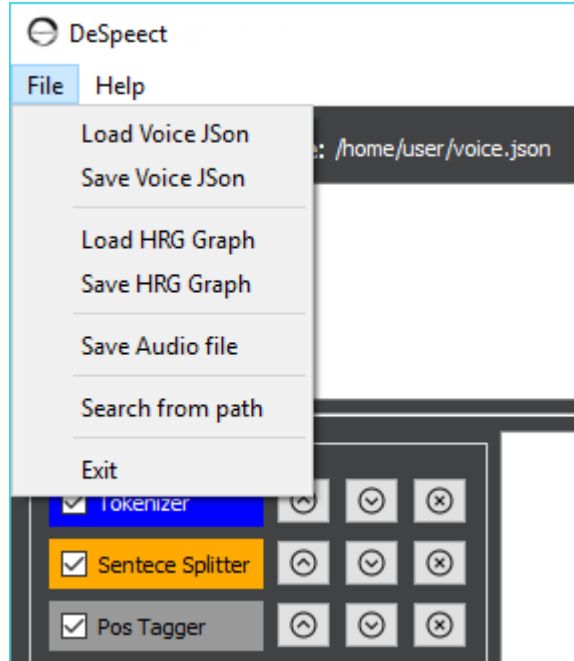 DeSpeect
File Help
Load Voice JSon
: /home/user/voice.json
Save Voice JSon
Load HRG Graph
Save HRG Graph
Save Audio file
Search from path
Exit
Tokenizer
Sentece Splitter
Pos Tagger